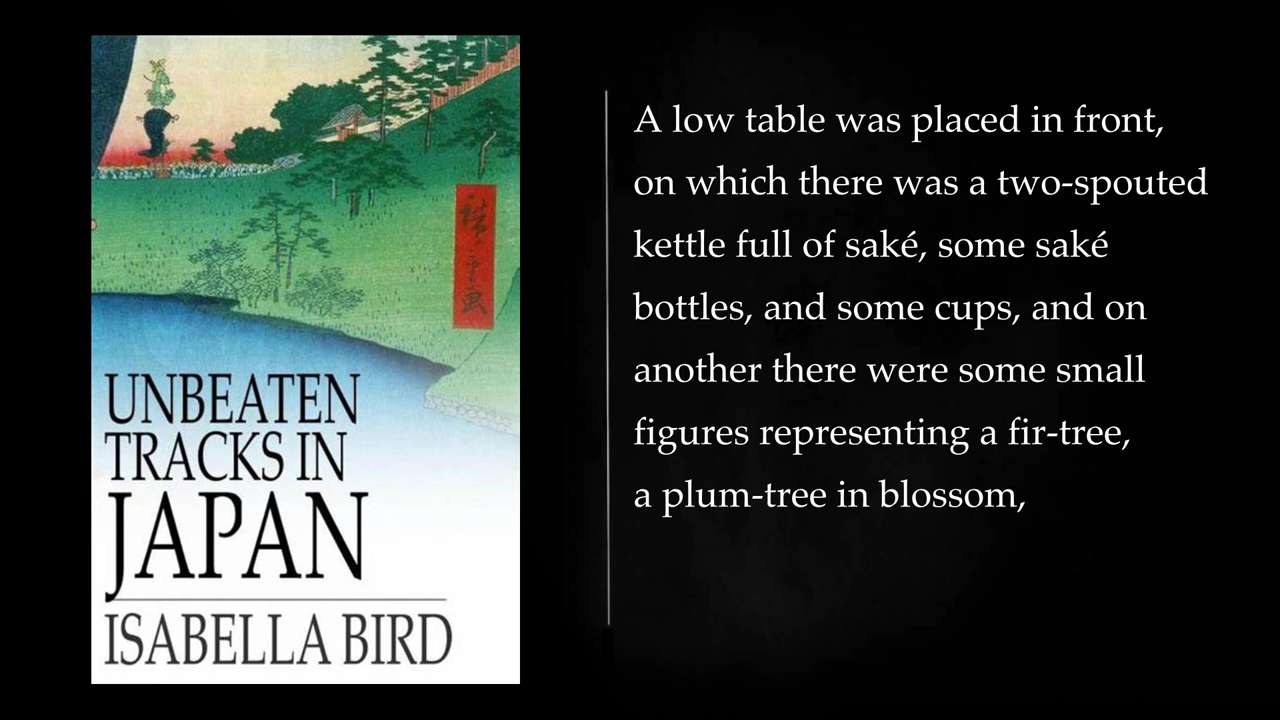 UNBEATEN
TRACKS IN
JAPAN
ISABELLA BIRD
A low table was placed in front,
on which there was a two-spouted
kettle full of saké, some saké
bottles, and some cups, and on
another there were some small
figures representing a fir-tree,
a plum-tree in blossom,